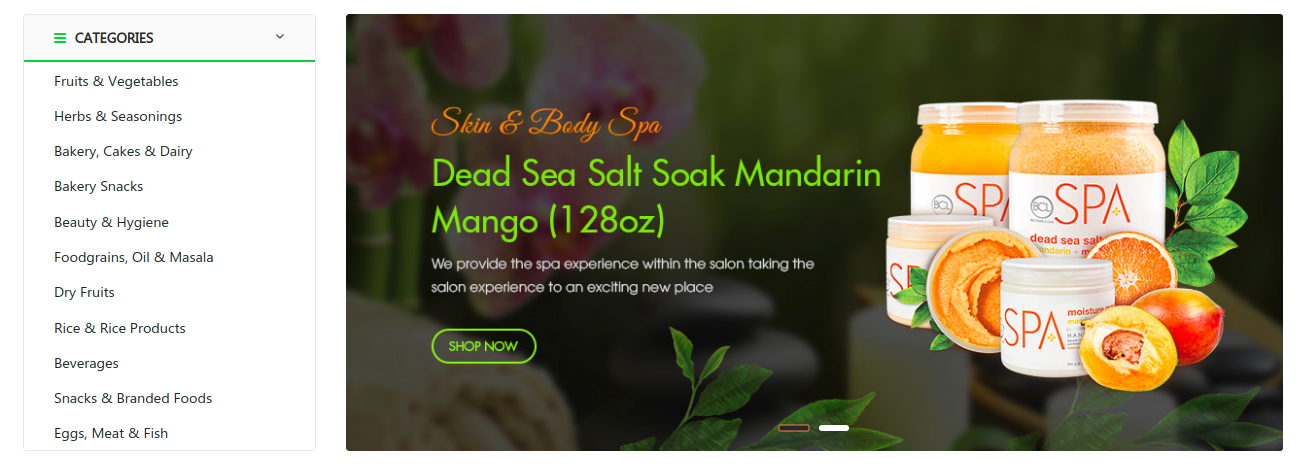 CATEGORIES
Fruits & Vegetables
Herbs & Seasonings
Bakery, Cakes & Dairy
Bakery Snacks
Beauty & Hygiene
Foodgrains, Oil & Masala
Dry Fruits
Rice & Rice Products
Beverages
Snacks & Branded Foods
Eggs, Meat & Fish
Skin & Body Spa
Dead Sea Salt Soak Mandarin
Mango (128oz)
We provide the spa experience within the salon taking the
salon experience to an exciting new place
SHOP NOW
BCL SPA
BCL SPA
dead sea salt
mandarin + m
SPA
moisture